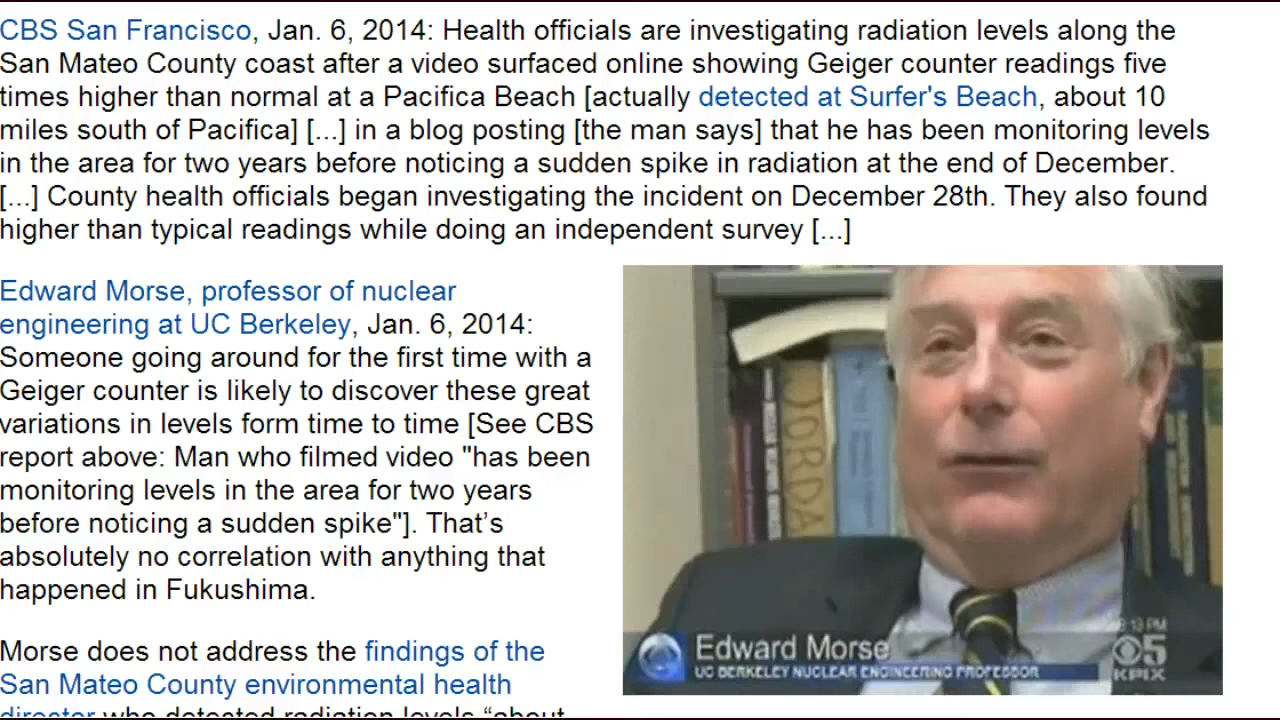 CBS San Francisco, Jan. 6, 2014: Health officials are investigating radiation levels along the
San Mateo County coast after a video surfaced online showing Geiger counter readings five
times higher than normal at a Pacifica Beach [actually detected at Surfer's Beach, about 10
miles south of Pacifica] [...] in a blog posting [the man says] that he has been monitoring levels
in the area for two years before noticing a sudden spike in radiation at the end of December.
[...] County health officials began investigating the incident on December 28th. They also found
higher than typical readings while doing an independent survey [...]
Edward Morse, professor of nuclear
engineering at UC Berkeley, Jan. 6, 2014:
Someone going around for the first time with a
Geiger counter is likely to discover these great
variations in levels form time to time [See CBS
report above: Man who filmed video "has been
monitoring levels in the area for two years
before noticing a sudden spike"]. That’s
absolutely no correlation with anything that
happened in Fukushima.
Morse does not address the findings of the
San Mateo County environmental health
director who detected radiation levels “about
JORDA
Edward Morse
UC BERKELEY NUCLEAR ENGINEERING PROFESSOR
:13 PM
5
KPIX